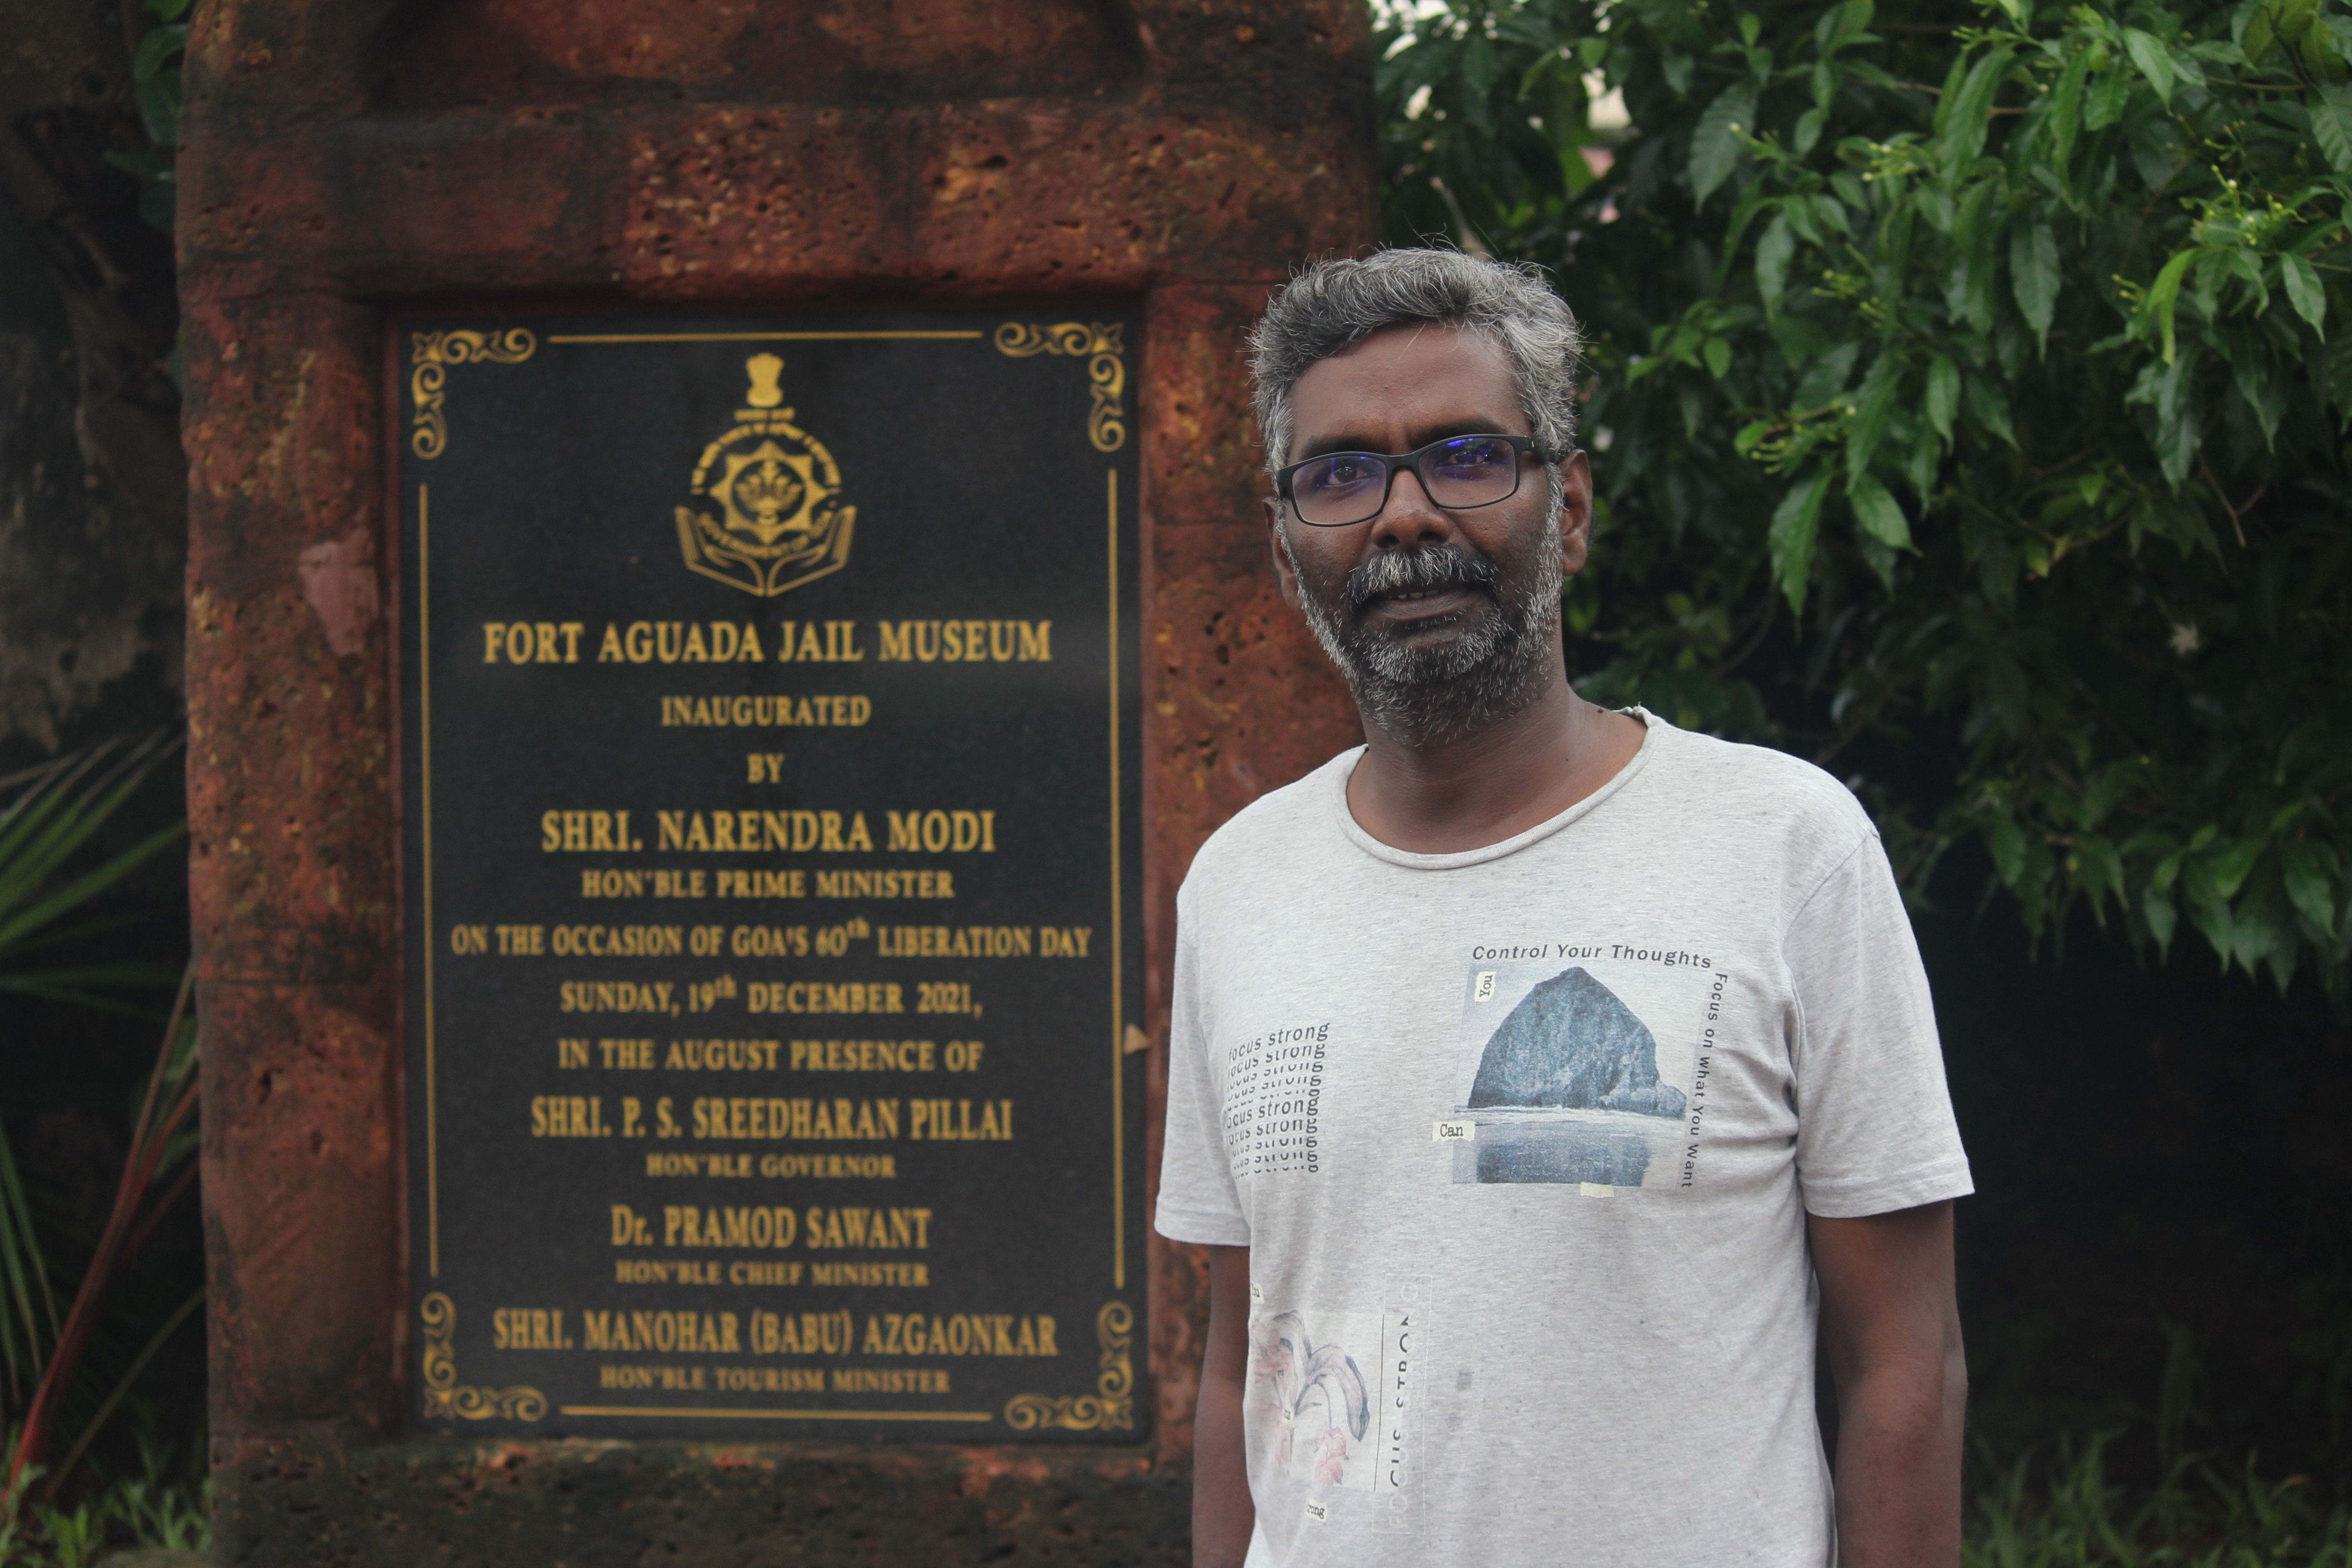 FORT AGUADA JAIL MUSEUM
INAUGURATED
BY
SHRI. NARENDRA MODI
HON'BLE PRIME MINISTER
ON THE OCCASION OF GOA'S 60th LIBERATION DAY
SUNDAY, 19th DECEMBER 2021,
IN THE AUGUST PRESENCE OF
SHRI. P. S. SREEDHARAN PILLAI
HON'BLE GOVERNOR
Dr. PRAMOD SAWANT
HON'BLE CHIEF MINISTER
SHRI. MANOHAR (BABU) AZGAONKAR
HON'BLE TOURISM MINISTER
Control Your Thoughts
Focus on what You Want
You
Can
focus strong
focus strong
focus strong
FOCUS STRONG